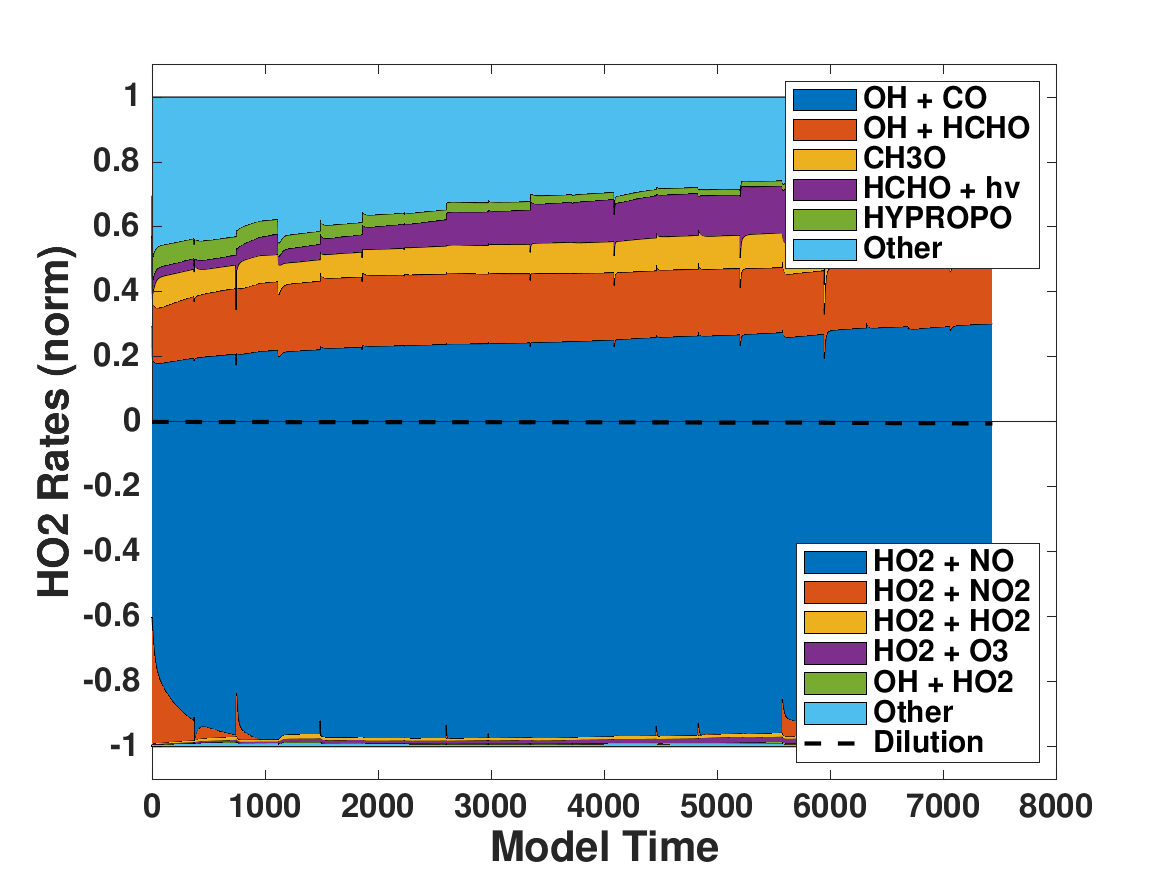 HO2 Rates (norm)
1
0.8
0.6
0.4
0.2
0
-0.2
-0.4
-0.6
-0.8
-1
OH + CO
OH + HCHO
CH3O
HCHO + hv
HYPROPO
Other
HO2 + NO
HO2 + NO2
HO2 + HO2
HO2 + O3
OH + HO2
Other
Dilution
0 1000 2000 3000 4000 5000 6000 7000 8000
Model Time